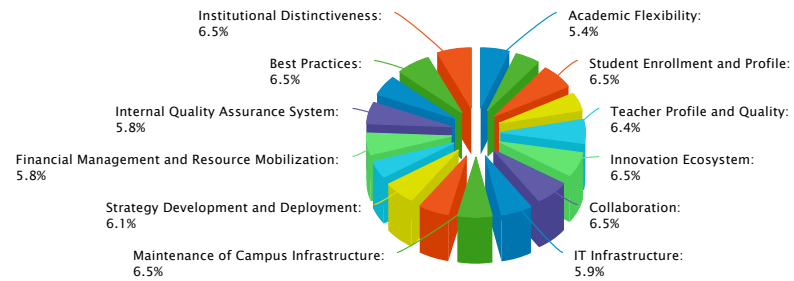 Institutional Distinctiveness:
6.5%
Academic Flexibility:
5.4%
Best Practices:
6.5%
Student Enrollment and Profile:
6.5%
Internal Quality Assurance System:
5.8%
Teacher Profile and Quality:
6.4%
Financial Management and Resource Mobilization:
5.8%
Innovation Ecosystem:
6.5%
Strategy Development and Deployment:
6.1%
Collaboration:
6.5%
Maintenance of Campus Infrastructure:
6.5%
IT Infrastructure:
5.9%